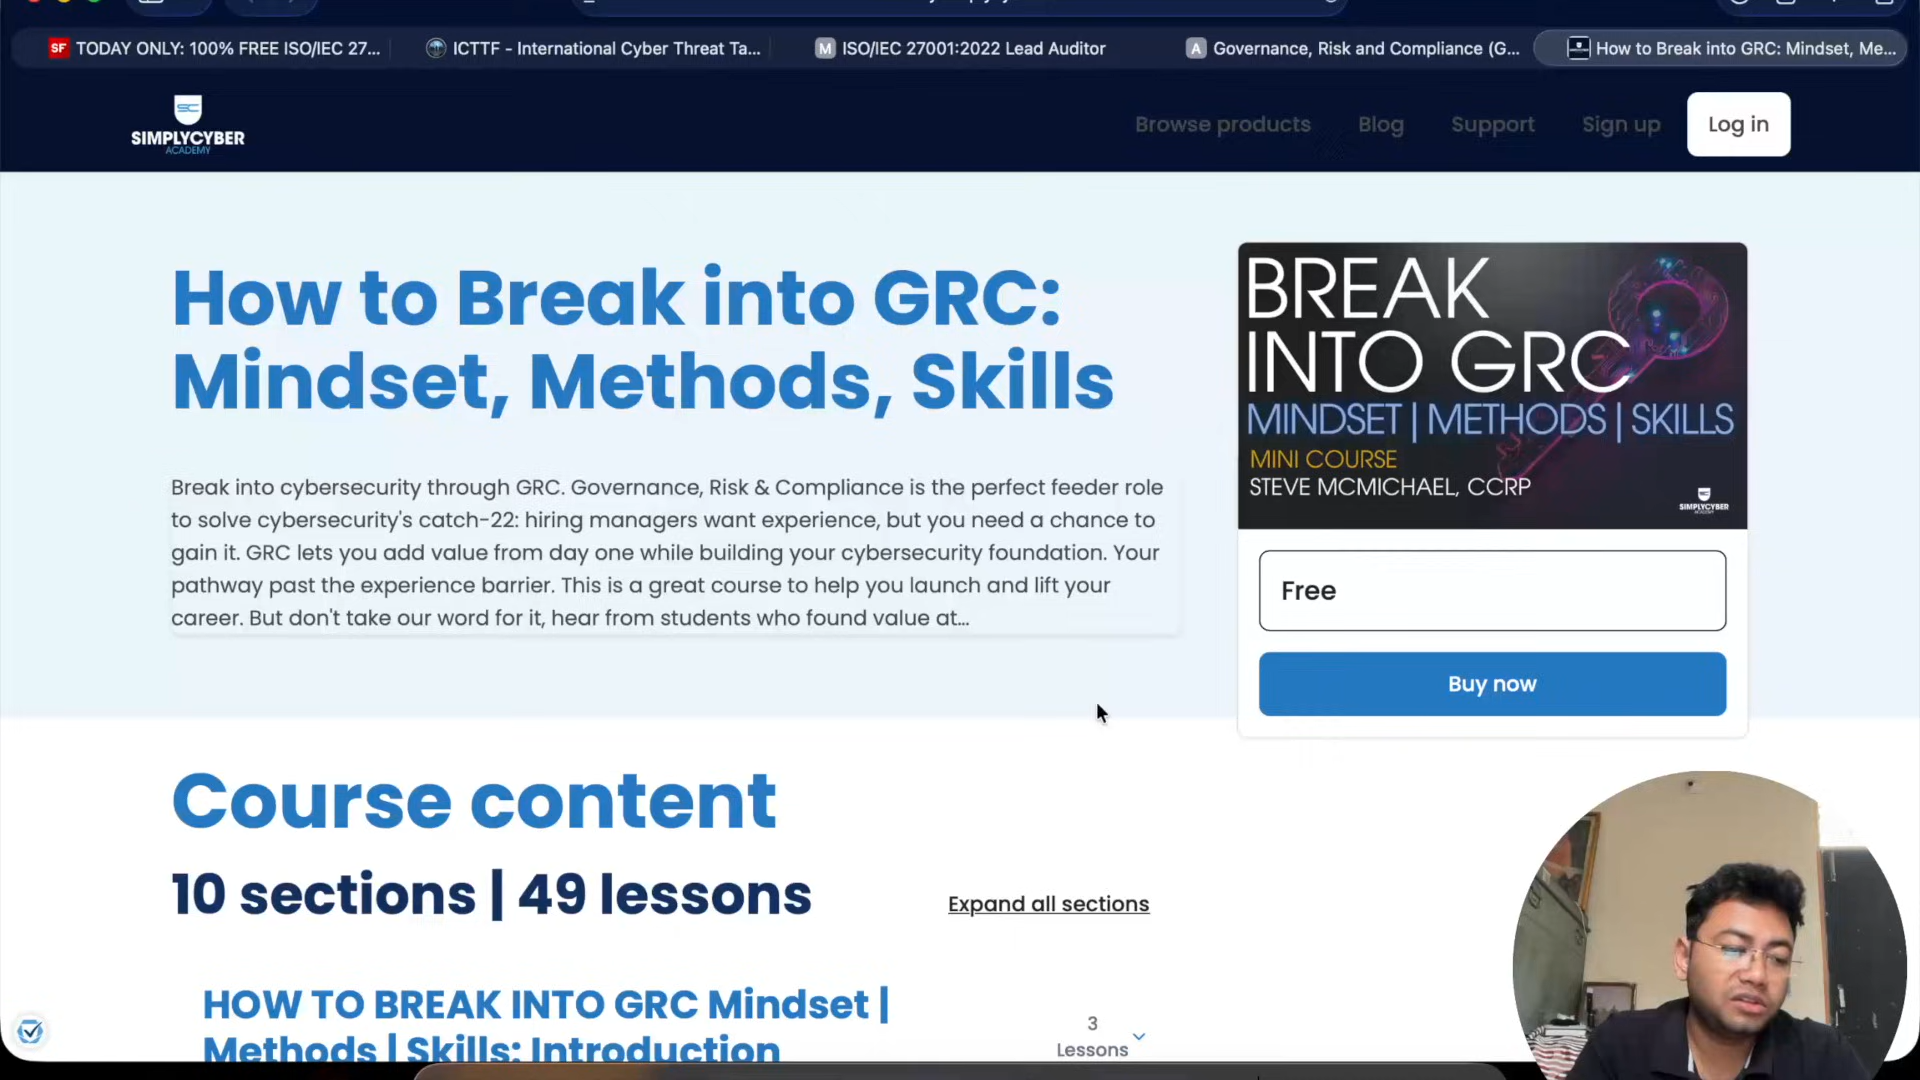 SF TODAY ONLY: 100% FREE ISO/IEC 27...
ICTTF - International Cyber Threat Ta...
M ISO/IEC 27001:2022 Lead Auditor
A Governance, Risk and Compliance (G...
How to Break into GRC: Mindset, Me...
SC
SIMPLYCYBER
ACADEMY
Browse products
Blog
Support
Sign up
Log in
How to Break into GRC:
Mindset, Methods, Skills
Break into cybersecurity through GRC. Governance, Risk & Compliance is the perfect feeder role
to solve cybersecurity's catch-22: hiring managers want experience, but you need a chance to
gain it. GRC lets you add value from day one while building your cybersecurity foundation. Your
pathway past the experience barrier. This is a great course to help you launch and lift your
career. But don't take our word for it, hear from students who found value at...
BREAK
INTO GRC
MINDSET | METHODS | SKILLS
MINI COURSE
STEVE MCMICHAEL, CCRP
SIMPLYCYBER
Free
Buy now
Course content
10 sections | 49 lessons
Expand all sections
HOW TO BREAK INTO GRC Mindset |
Methods | Skills: Introduction
3
Lessons